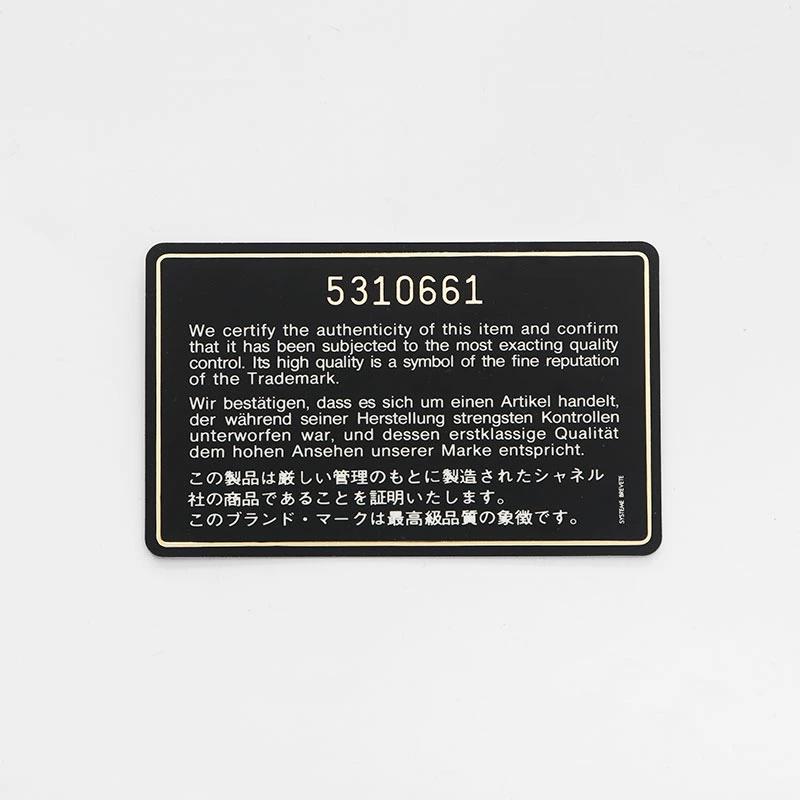 5310661
We certify the authenticity of this item and confirm
that it has been subjected to the most exacting quality
control. Its high quality is a symbol of the fine reputation
of the Trademark.
Wir bestätigen, dass es sich um einen Artikel handelt,
der während seiner Herstellung strengsten Kontrollen
unterworfen war, und dessen erstklassige Qualität
dem hohen Ansehen unserer Marke entspricht.
この製品は厳しい管理のもとに製造されたシャネル
社の商品であることを証明いたします。
このブランド・マークは最高級品質の象徴です。
SYSTEME BREVETE